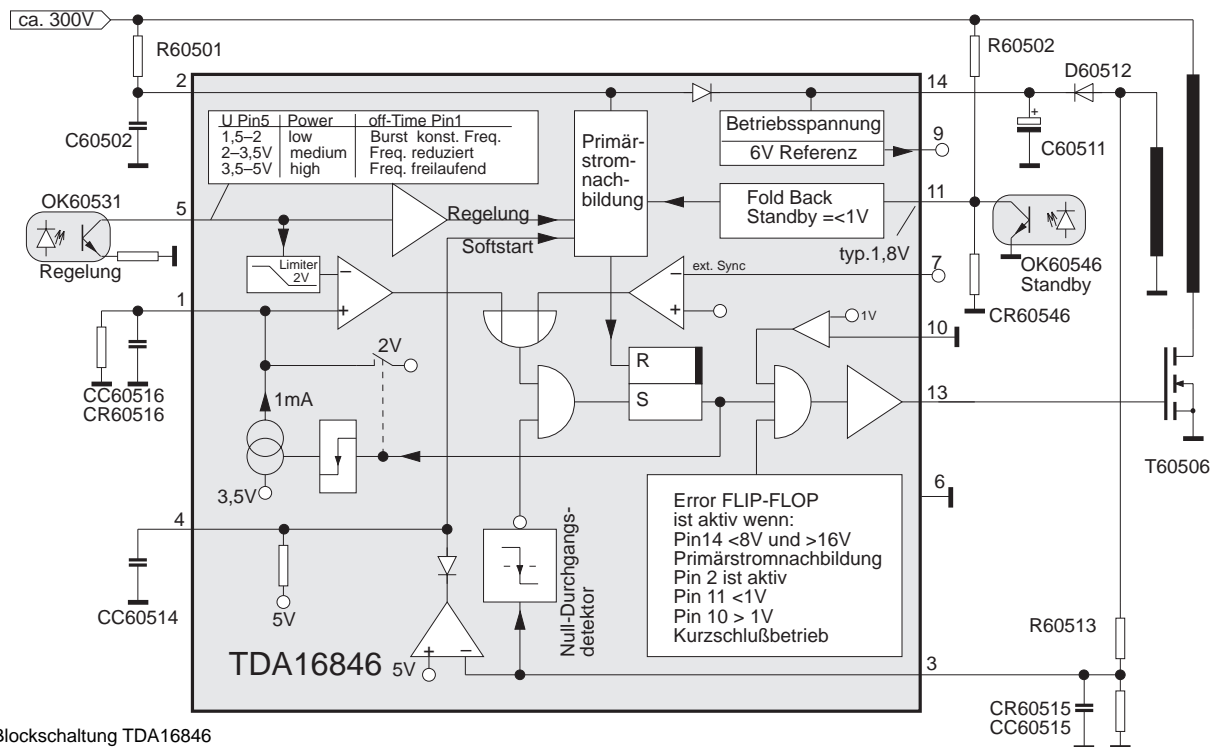 ca. 300V
R60501
R60502
D60512
2
14
C60502
U Pin5 Power off-Time Pin1
1,5–2 low Burst konst. Freq.
2–3,5V medium Freq. reduziert
3,5–5V high Freq. freilaufend
Primär-
strom-
nach-
bildung
Betriebsspannung
6V Referenz
9
+
C60511
OK60531
5
Regelung
Regelung
Softstart
Fold Back
Standby =<1V
11
typ.1,8V
OK60546
Standby
Limiter
2V
–
+
ext. Sync
–
+
7
CR60546
1
2V
1V
10
CC60516
CR60516
1mA
R
S
13
3,5V
T60506
4
6
CC60514
5V
Null-Durchgangs-
detektor
Error FLIP-FLOP
ist aktiv wenn:
Pin14 <8V und >16V
Primärstromnachbildung
Pin 2 ist aktiv
Pin 11 <1V
Pin 10 > 1V
Kurzschlußbetrieb
R60513
TDA16846
5V
+
–
3
CR60515
CC60515
Blockschaltung TDA16846